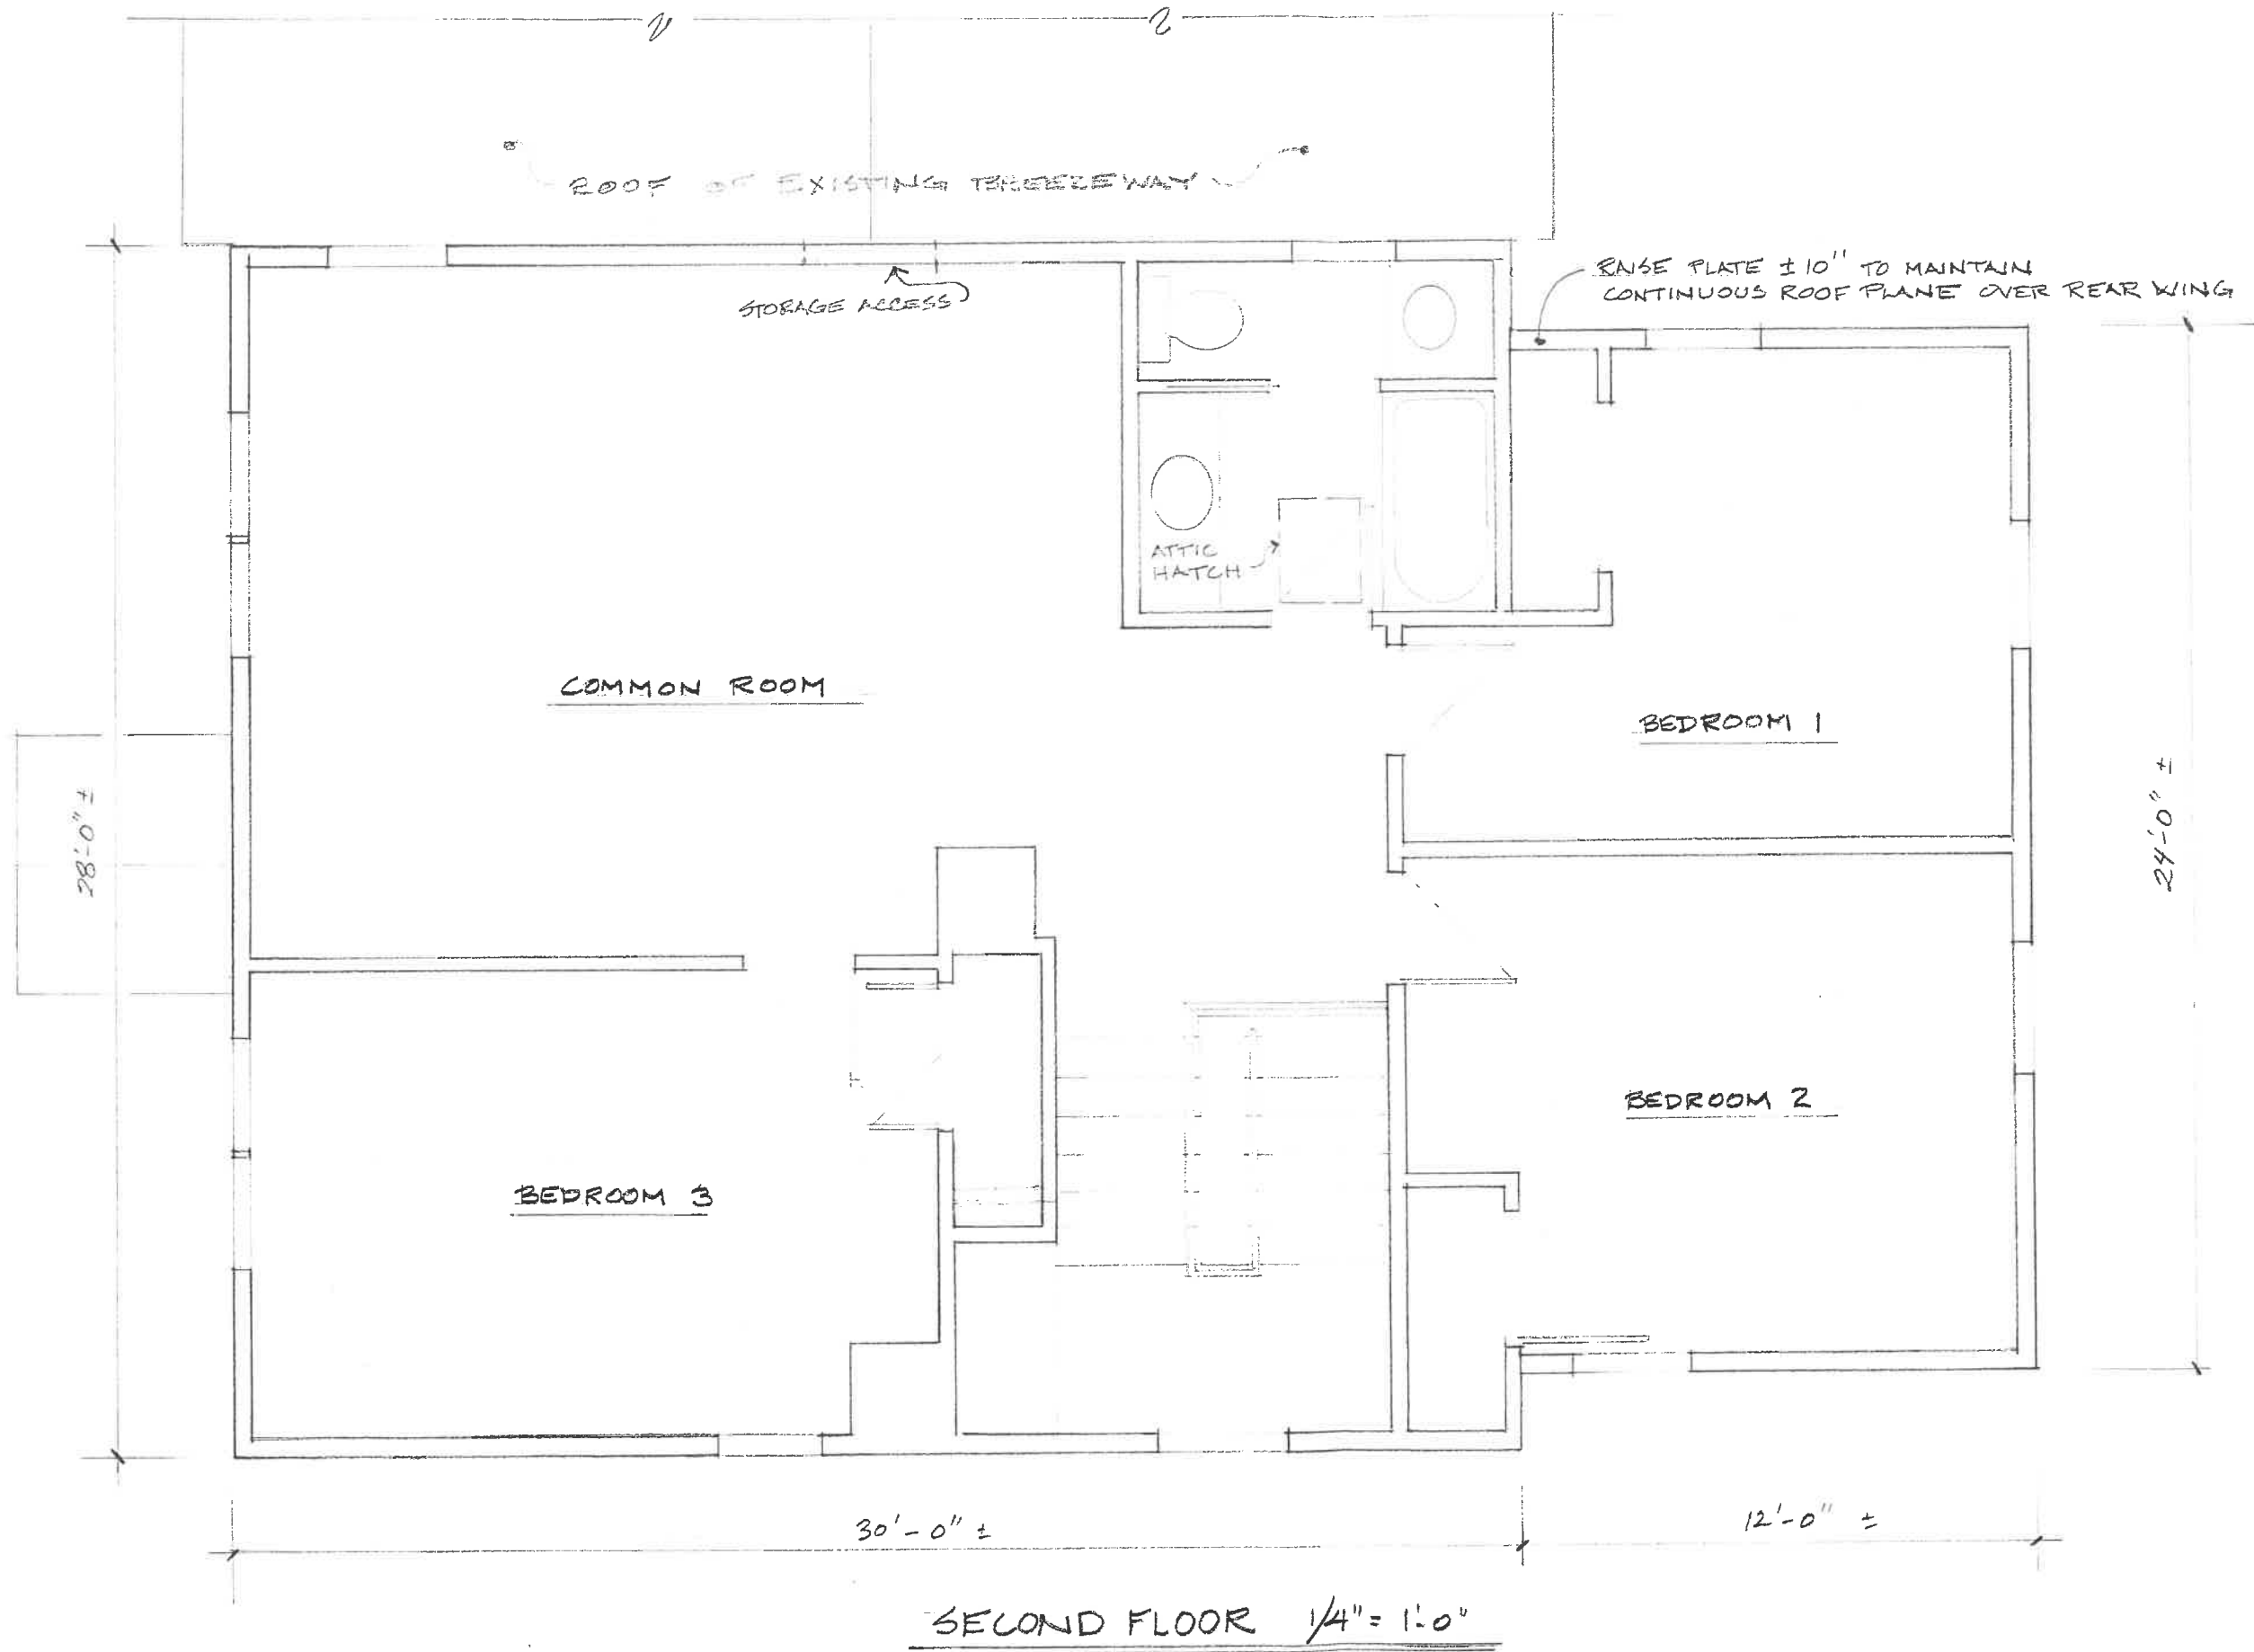 ROOF OF EXISTING BREEZEWAY
STORAGE ACCESS
RAISE PLATE ±10" TO MAINTAIN
CONTINUOUS ROOF PLANE OVER REAR WING
ATTIC
HATCH
COMMON ROOM
BEDROOM 1
28'-0" ±
24'-0" ±
BEDROOM 2
BEDROOM 3
30'-0" ±
12'-0" ±
SECOND FLOOR 1/4" = 1'-0"